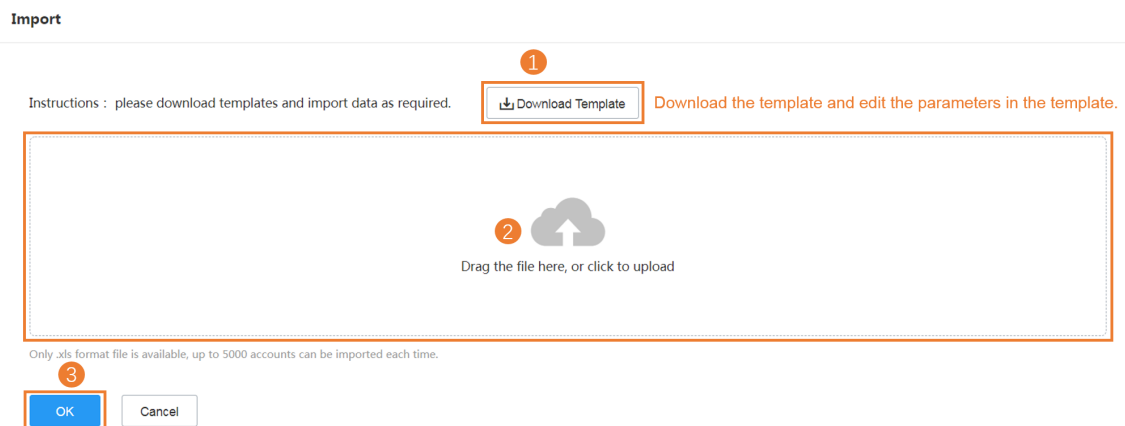 Import
1
Instructions : please download templates and import data as required.
Download Template
Download the template and edit the parameters in the template.
2
Drag the file here, or click to upload
Only .xls format file is available, up to 5000 accounts can be imported each time.
3
OK
Cancel